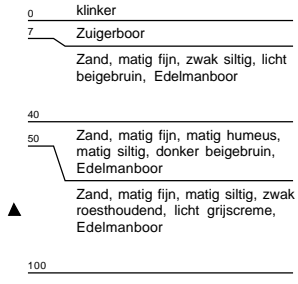 0 klinker
7 Zuigerboor
Zand, matig fijn, zwak siltig, licht
beigebruin, Edelmanboor
40
50 Zand, matig fijn, matig humeus,
matig siltig, donker beigebruin,
Edelmanboor
Zand, matig fijn, matig siltig, zwak
roesthoudend, licht grijscreme,
Edelmanboor
100